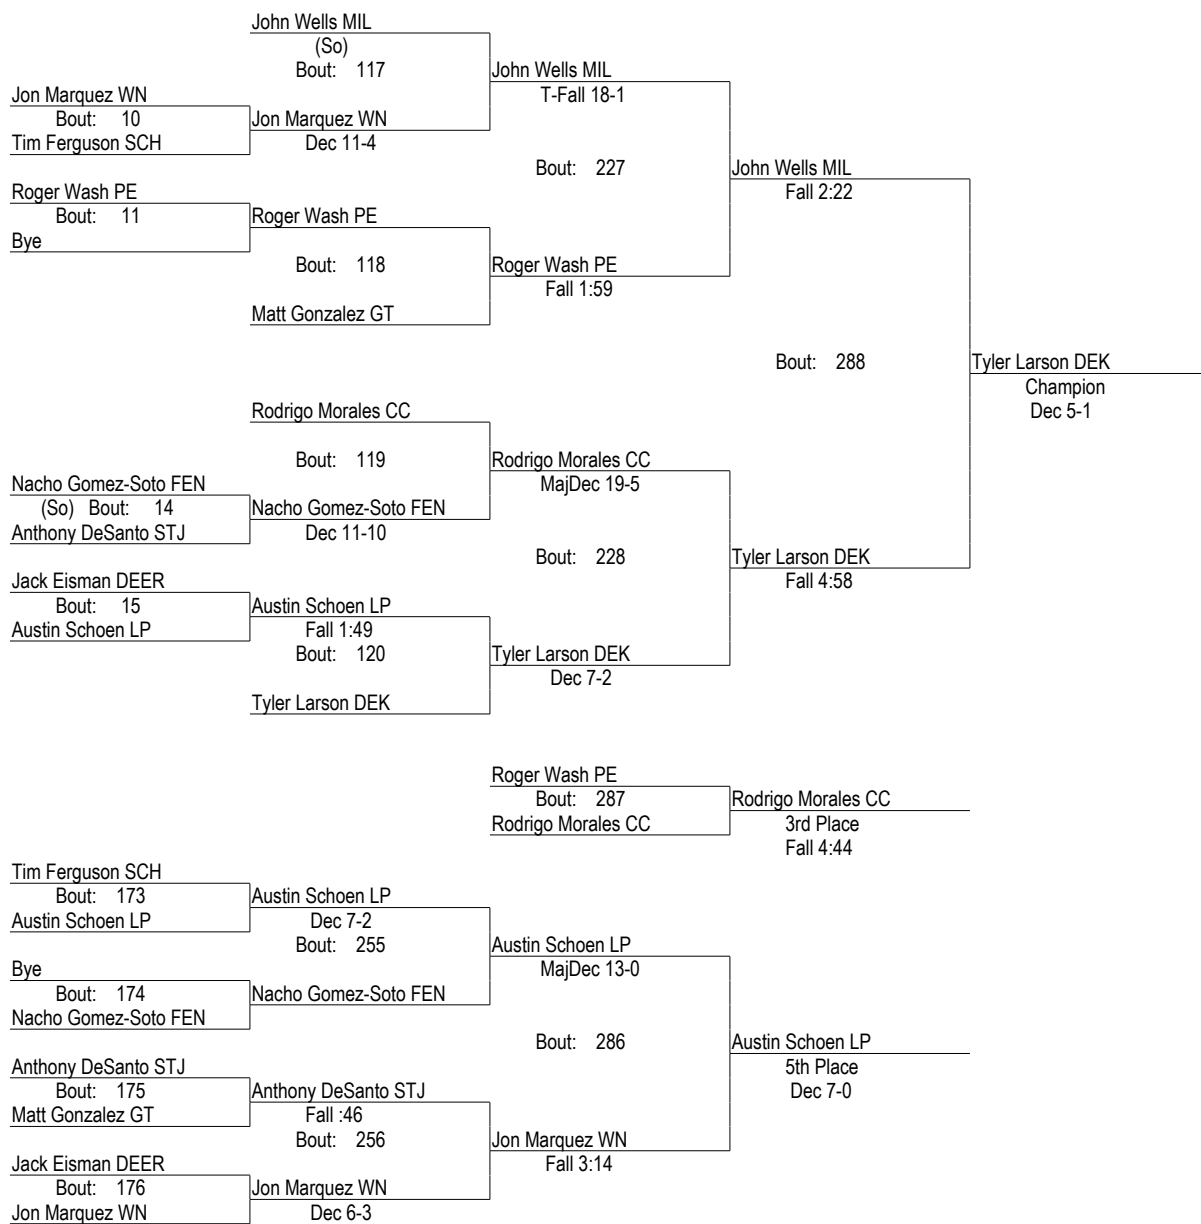 John Wells MIL
(So)
Bout: 117
John Wells MIL
Jon Marquez WN
T-Fall 18-1
Bout: 10
Jon Marquez WN
Tim Ferguson SCH
Dec 11-4
Bout: 227
John Wells MIL
Roger Wash PE
Fall 2:22
Bout: 11
Roger Wash PE
Bye
Bout: 118
Roger Wash PE
Fall 1:59
Matt Gonzalez GT
Bout: 288
Tyler Larson DEK
Champion
Dec 5-1
Rodrigo Morales CC
Bout: 119
Rodrigo Morales CC
Nacho Gomez-Soto FEN
MajDec 19-5
(So) Bout: 14
Nacho Gomez-Soto FEN
Anthony DeSanto STJ
Dec 11-10
Bout: 228
Tyler Larson DEK
Jack Eisman DEER
Fall 4:58
Bout: 15
Austin Schoen LP
Austin Schoen LP
Fall 1:49
Bout: 120
Tyler Larson DEK
Dec 7-2
Tyler Larson DEK
Roger Wash PE
Bout: 287
Rodrigo Morales CC
Rodrigo Morales CC
3rd Place
Fall 4:44
Tim Ferguson SCH
Bout: 173
Austin Schoen LP
Austin Schoen LP
Dec 7-2
Bout: 255
Austin Schoen LP
Bye
MajDec 13-0
Bout: 174
Nacho Gomez-Soto FEN
Nacho Gomez-Soto FEN
Bout: 286
Austin Schoen LP
Anthony DeSanto STJ
5th Place
Bout: 175
Anthony DeSanto STJ
Dec 7-0
Matt Gonzalez GT
Fall :46
Bout: 256
Jon Marquez WN
Jack Eisman DEER
Fall 3:14
Bout: 176
Jon Marquez WN
Jon Marquez WN
Dec 6-3